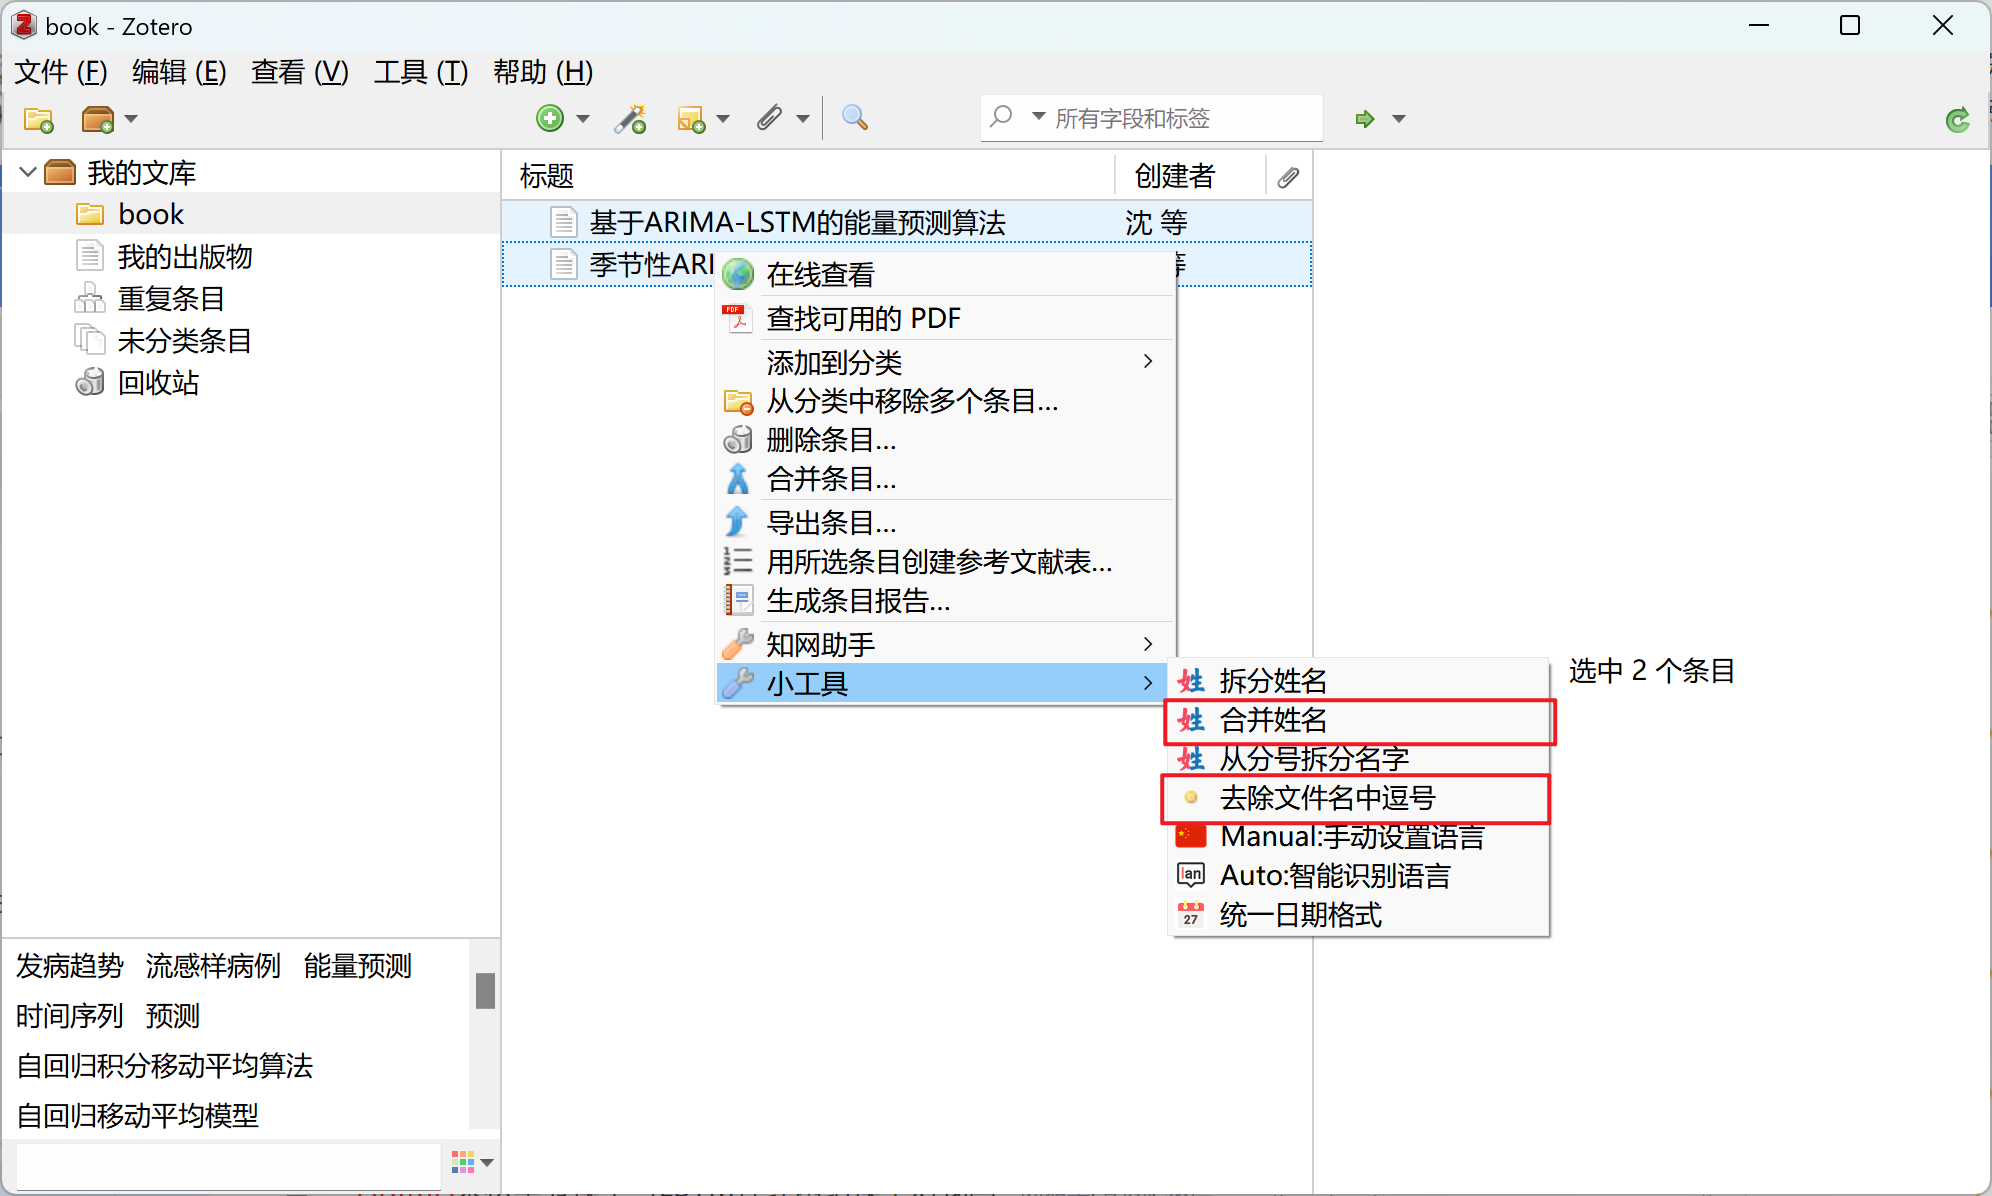 book - Zotero
文件 (F) 编辑 (E) 查看 (V) 工具 (T) 帮助 (H)
所有字段和标签
我的文库
book
我的出版物
重复条目
未分类条目
回收站
标题 创建者
基于ARIMA-LSTM的能量预测算法 沈 等
季节性ARI 等
在线查看
PDF
查找可用的 PDF
添加到分类
从分类中移除多个条目...
删除条目...
合并条目...
导出条目...
用所选条目创建参考文献表...
生成条目报告...
知网助手
小工具
姓 拆分姓名
姓 合并姓名
姓 从分号拆分名字
去除文件名中逗号
Manual:手动设置语言
lan Auto:智能识别语言
27 统一日期格式
选中 2 个条目
发病趋势 流感样病例 能量预测
时间序列 预测
自回归积分移动平均算法
自回归移动平均模型